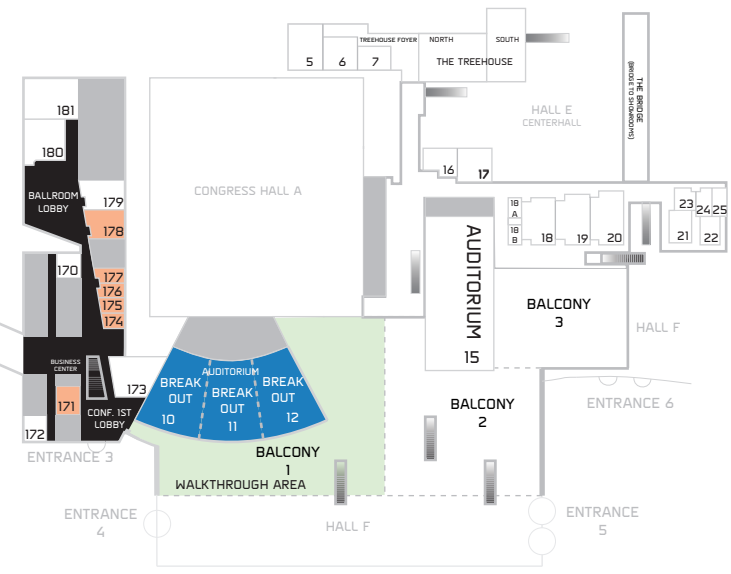 TREEHOUSE FOYER
NORTH
SOUTH
5
6
7
THE TREEHOUSE
THE BRIDGE
(BRIDGE TO SHOWROOMS)
181
HALL E
CENTERHALL
180
16
17
BALLROOM
LOBBY
179
CONGRESS HALL A
178
18
A
18
B
18
19
20
23
24
25
21
22
AUDITORIUM
15
170
177
176
175
174
BALCONY
3
HALL F
BUSINESS
CENTER
173
171
172
CONF. 1ST
LOBBY
AUDITORIUM
BREAK
OUT
10
BREAK
OUT
11
BREAK
OUT
12
BALCONY
2
ENTRANCE 6
ENTRANCE 3
BALCONY
1
WALKTHROUGH AREA
ENTRANCE
4
HALL F
ENTRANCE
5